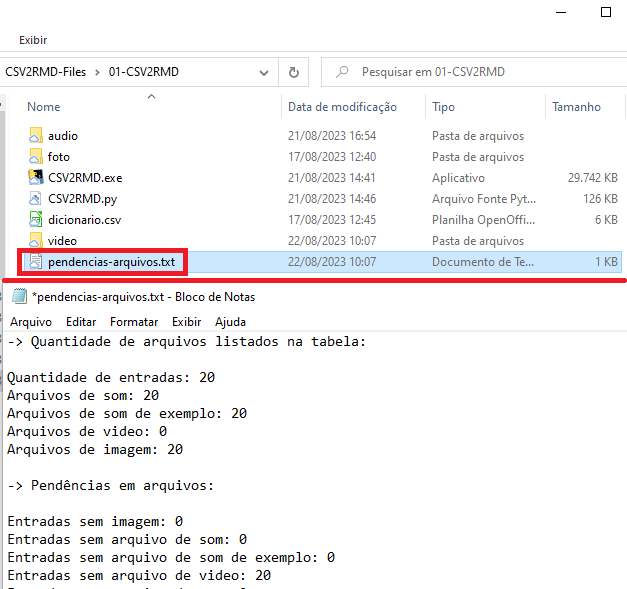 Exibir
CSV2RMD-Files > 01-CSV2RMD Pesquisar em 01-CSV2RMD
Nome Data de modificação Tipo Tamanho
audio 21/08/2023 16:54 Pasta de arquivos
foto 17/08/2023 12:40 Pasta de arquivos
CSV2RMD.exe 21/08/2023 14:41 Aplicativo 29.742 KB
CSV2RMD.py 21/08/2023 14:46 Arquivo Fonte Pyt... 126 KB
dicionario.csv 17/08/2023 12:45 Planilha OpenOffi... 6 KB
video 22/08/2023 10:07 Pasta de arquivos
pendencias-arquivos.txt 22/08/2023 10:07 Documento de Te... 1 KB
*pendencias-arquivos.txt - Bloco de Notas
Arquivo Editar Formatar Exibir Ajuda
-> Quantidade de arquivos listados na tabela:
Quantidade de entradas: 20
Arquivos de som: 20
Arquivos de som de exemplo: 20
Arquivos de video: 0
Arquivos de imagem: 20
-> Pendências em arquivos:
Entradas sem imagem: 0
Entradas sem arquivo de som: 0
Entradas sem arquivo de som de exemplo: 0
Entradas sem arquivo de video: 20